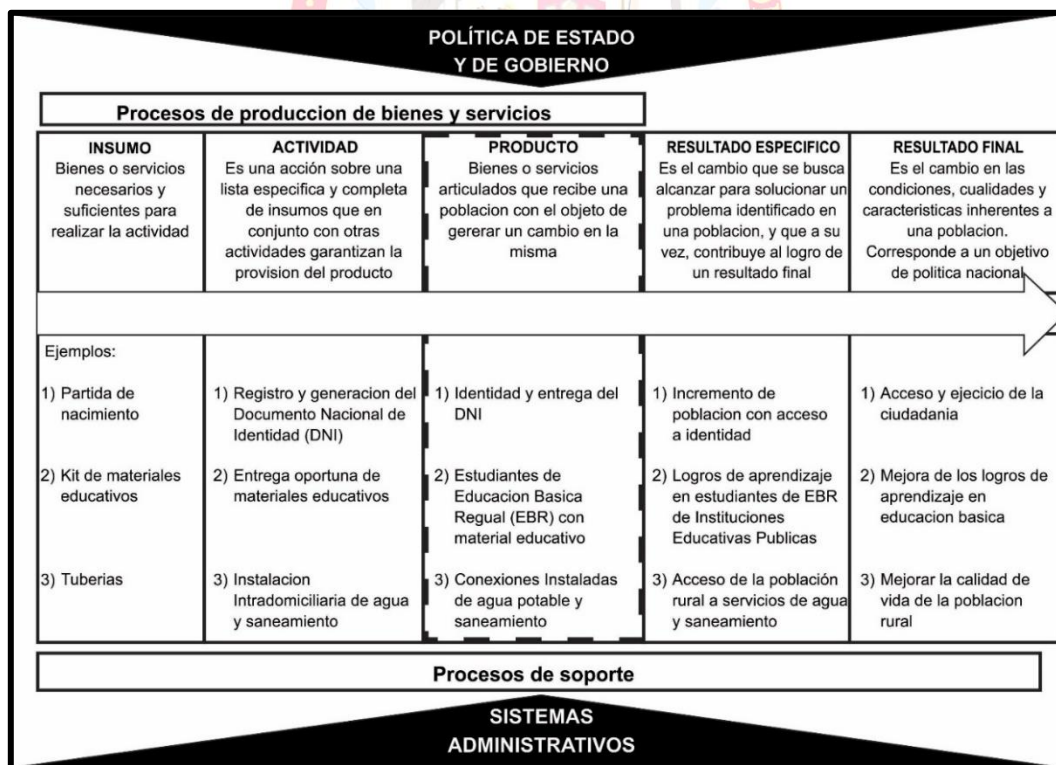 POLÍTICA DE ESTADO
Y DE GOBIERNO
Procesos de produccion de bienes y servicios
INSUMO
Bienes o servicios
necesarios y
suficientes para
realizar la actividad
ACTIVIDAD
Es una acción sobre una
lista especifica y completa
de insumos que en
conjunto con otras
actividades garantizan la
provision del producto
PRODUCTO
Bienes o servicios
articulados que recibe una
poblacion con el objeto de
gererar un cambio en la
misma
RESULTADO ESPECIFICO
Es el cambio que se busca
alcanzar para solucionar un
problema identificado en
una poblacion, y que a su
vez, contribuye al logro de
un resultado final
RESULTADO FINAL
Es el cambio en las
condiciones, cualidades y
caracteristicas inherentes a
una poblacion.
Corresponde a un objetivo
de politica nacional
Ejemplos:
1) Partida de
nacimiento
2) Kit de materiales
educativos
3) Tuberias
1) Registro y generacion del
Documento Nacional de
Identidad (DNI)
2) Entrega oportuna de
materiales educativos
3) Instalacion
Intradomiciliaria de agua
y saneamiento
1) Identidad y entrega del
DNI
2) Estudiantes de
Educacion Basica
Regual (EBR) con
material educativo
3) Conexiones Instaladas
de agua potable y
saneamiento
1) Incremento de
poblacion con acceso
a identidad
2) Logros de aprendizaje
en estudiantes de EBR
de Instituciones
Educativas Publicas
3) Acceso de la población
rural a servicios de agua
y saneamiento
1) Acceso y ejecicio de la
ciudadania
2) Mejora de los logros de
aprendizaje en
educacion basica
3) Mejorar la calidad de
vida de la poblacion
rural
Procesos de soporte
SISTEMAS
ADMINISTRATIVOS